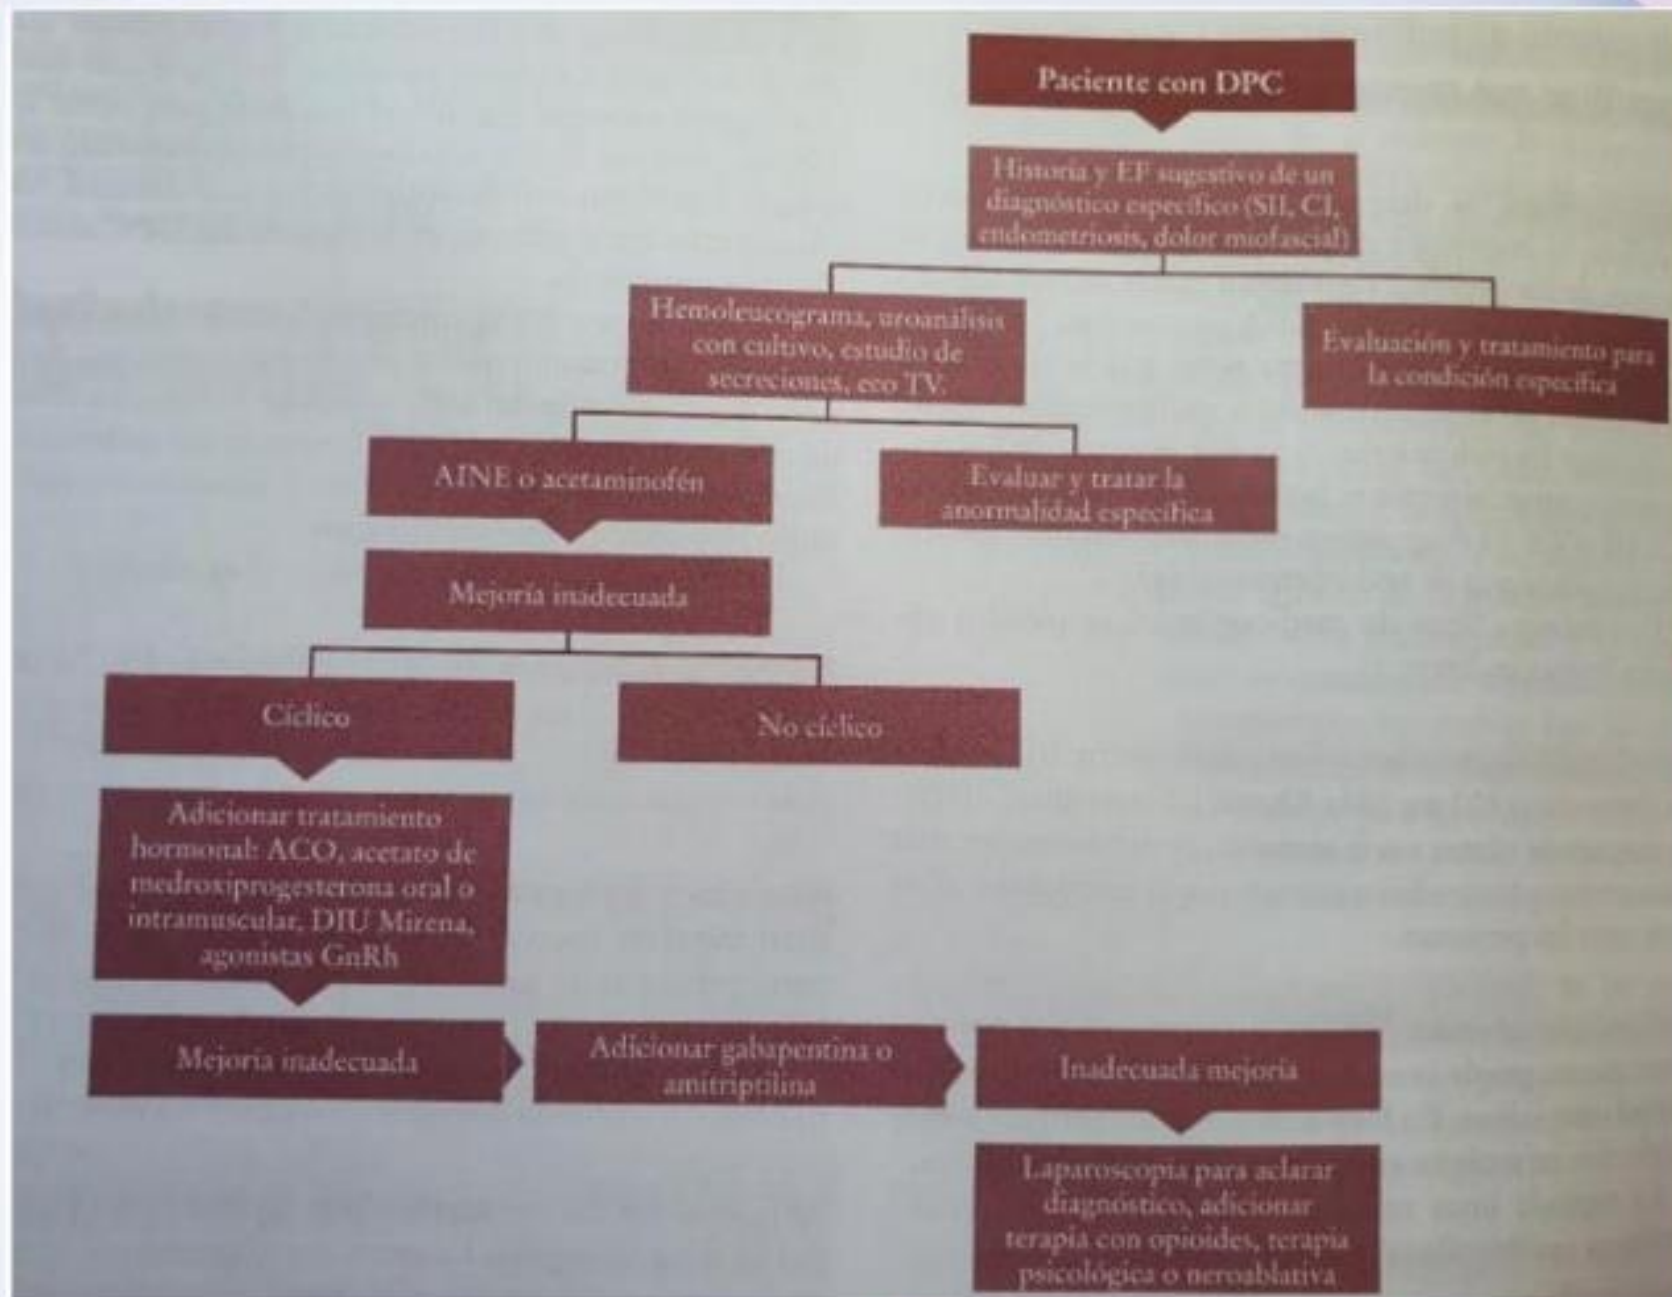 Paciente con DPC
Historia y EF sugestivo de un
diagnóstico específico (SII, CI,
endometriosis, dolor miofascial)
Hemoleucograma, uroanálisis
con cultivo, estudio de
secreciones, eco TV.
Evaluación y tratamiento para
la condición específica
AINE o acetaminofén
Evaluar y tratar la
anormalidad específica
Mejoría inadecuada
Cíclico
No cíclico
Adicionar tratamiento
hormonal: ACO, acetato de
medroxiprogesterona oral o
intramuscular, DIU Mirena,
agonistas GnRh
Mejoría inadecuada
Adicionar gabapentina o
amitriptilina
Inadecuada mejoría
Laparoscopia para aclarar
diagnóstico, adicionar
terapia con opioides, terapia
psicológica o neroablativa